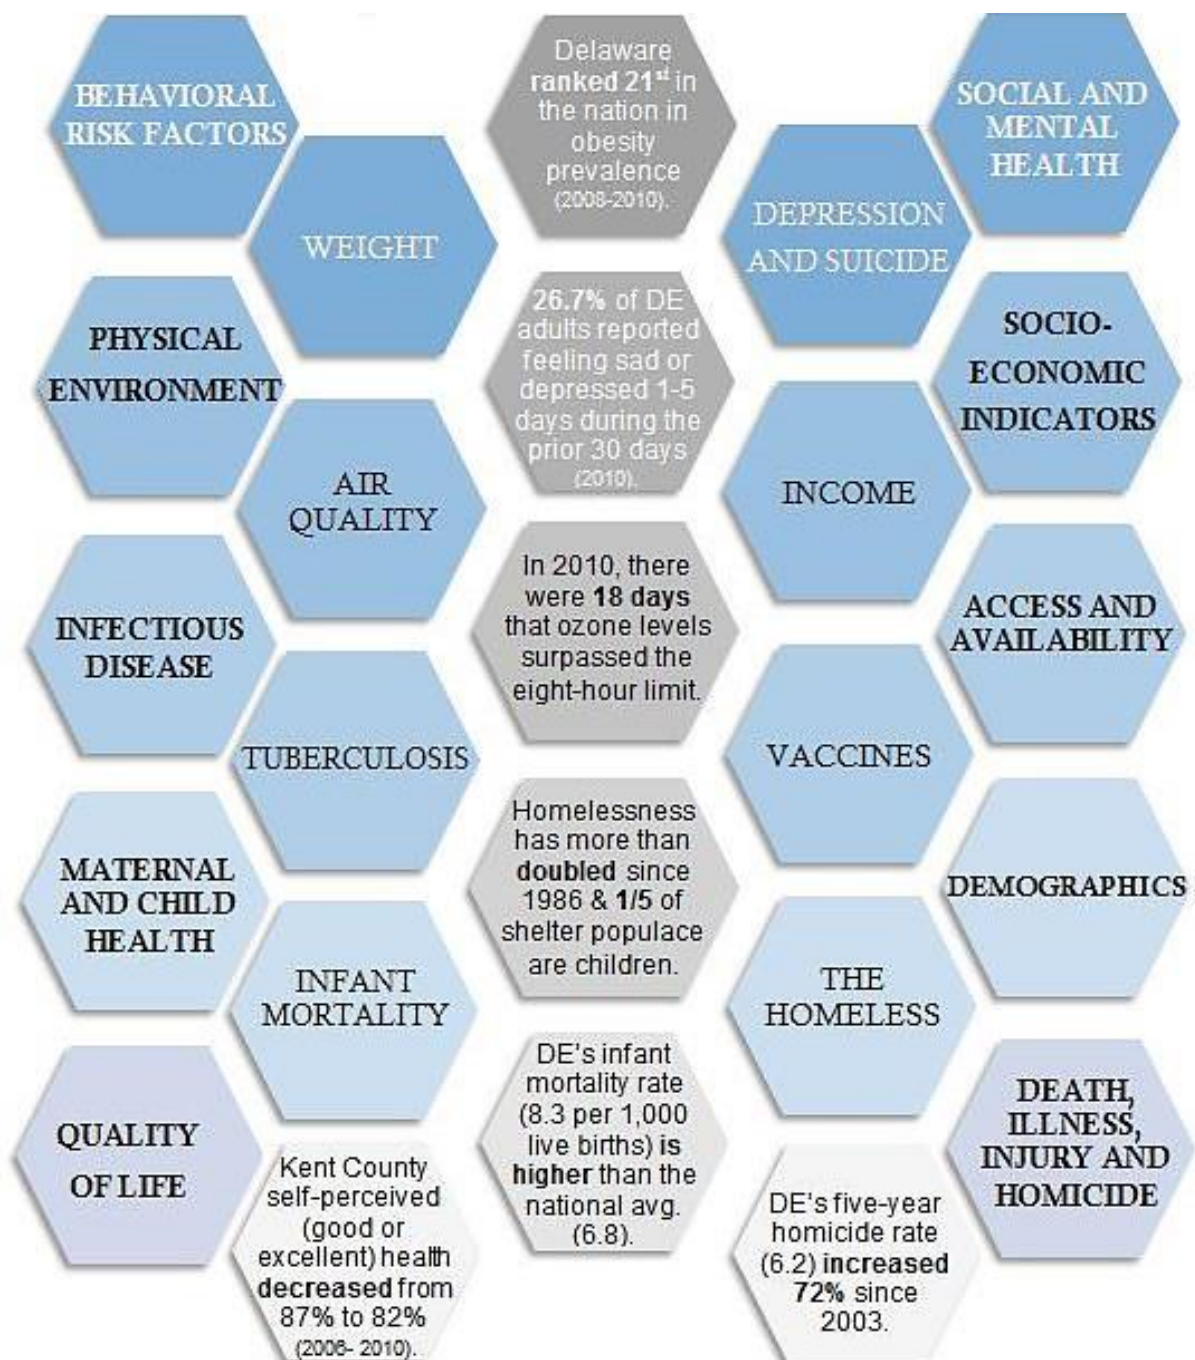 BEHAVIORAL
RISK FACTORS
Delaware
ranked 21st in
the nation in
obesity
prevalence
(2008-2010).
SOCIAL AND
MENTAL
HEALTH
WEIGHT
DEPRESSION
AND SUICIDE
PHYSICAL
ENVIRONMENT
26.7% of DE
adults reported
feeling sad or
depressed 1-5
days during the
prior 30 days
(2010).
SOCIO-
ECONOMIC
INDICATORS
AIR
QUALITY
INCOME
INFECTIOUS
DISEASE
In 2010, there
were 18 days
that ozone levels
surpassed the
eight-hour limit.
ACCESS AND
AVAILABILITY
TUBERCULOSIS
VACCINES
MATERNAL
AND CHILD
HEALTH
Homelessness
has more than
doubled since
1986 & 1/5 of
shelter populace
are children.
DEMOGRAPHICS
INFANT
MORTALITY
THE
HOMELESS
QUALITY
OF LIFE
DE's infant
mortality rate
(8.3 per 1,000
live births) is
higher than the
national avg.
(6.8).
DEATH,
ILLNESS,
INJURY AND
HOMICIDE
Kent County
self-perceived
(good or
excellent) health
decreased from
87% to 82%
(2006- 2010).
DE's five-year
homicide rate
(6.2) increased
72% since
2003.